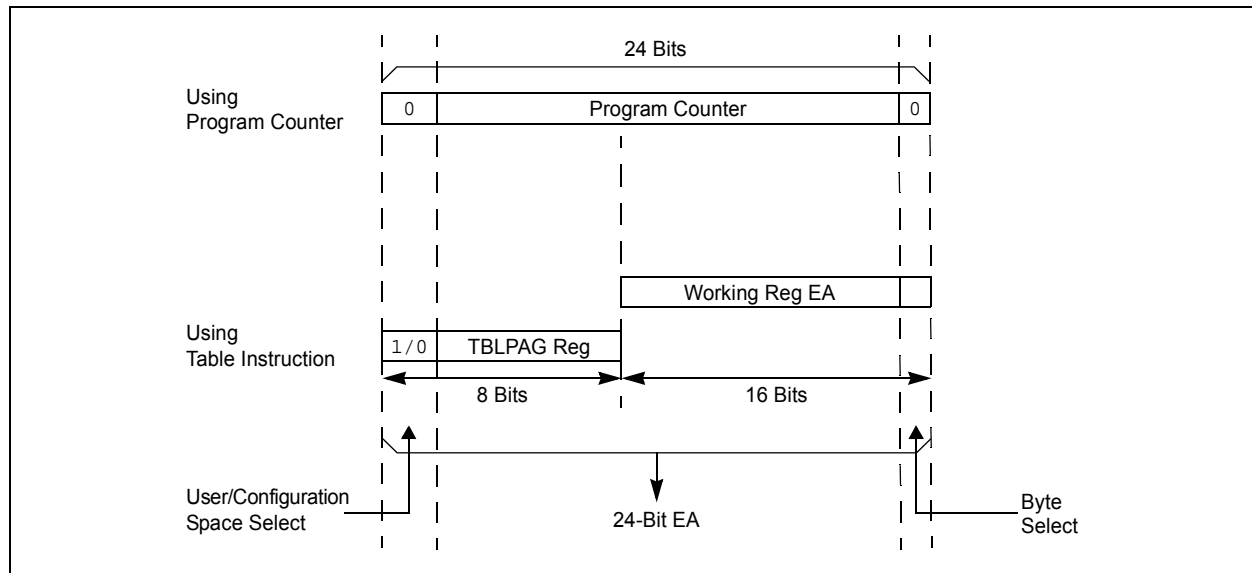 24 Bits
Using
Program Counter
0
Program Counter
0
Working Reg EA
Using
Table Instruction
1/0
TBLPAG Reg
8 Bits
16 Bits
User/Configuration
Space Select
24-Bit EA
Byte
Select